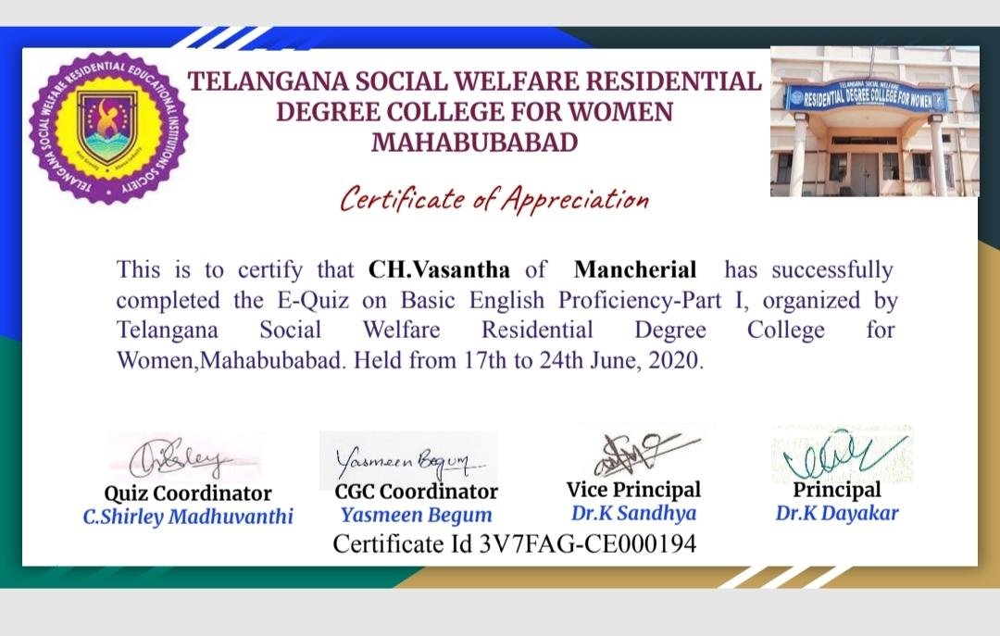 TELANGANA SOCIAL WELFARE RESIDENTIAL EDUCATIONAL INSTITUTIONS SOCIETY
TELANGANA SOCIAL WELFARE RESIDENTIAL
DEGREE COLLEGE FOR WOMEN
MAHABUBABAD
TELANGANA SOCIAL WELFARE
RESIDENTIAL DEGREE COLLEGE FOR WOMEN
Certificate of Appreciation
This is to certify that CH.Vasantha of Mancherial has successfully
completed the E-Quiz on Basic English Proficiency-Part I, organized by
Telangana Social Welfare Residential Degree College for
Women,Mahabubabad. Held from 17th to 24th June, 2020.
Yasmeen Begum
Quiz Coordinator CGC Coordinator Vice Principal Principal
C.Shirley Madhuvanthi Yasmeen Begum Dr.K Sandhya Dr.K Dayakar
Certificate Id 3V7FAG-CE000194